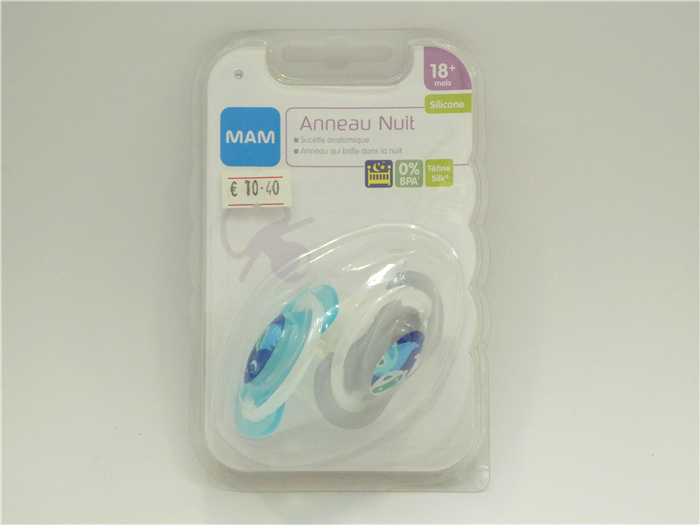 18+
mois
Silicone
MAM
Anneau Nuit
Sucette anatomique
Anneau qui brille dans la nuit
0%
BPA*
Tétine
Silk®
€ 10-40